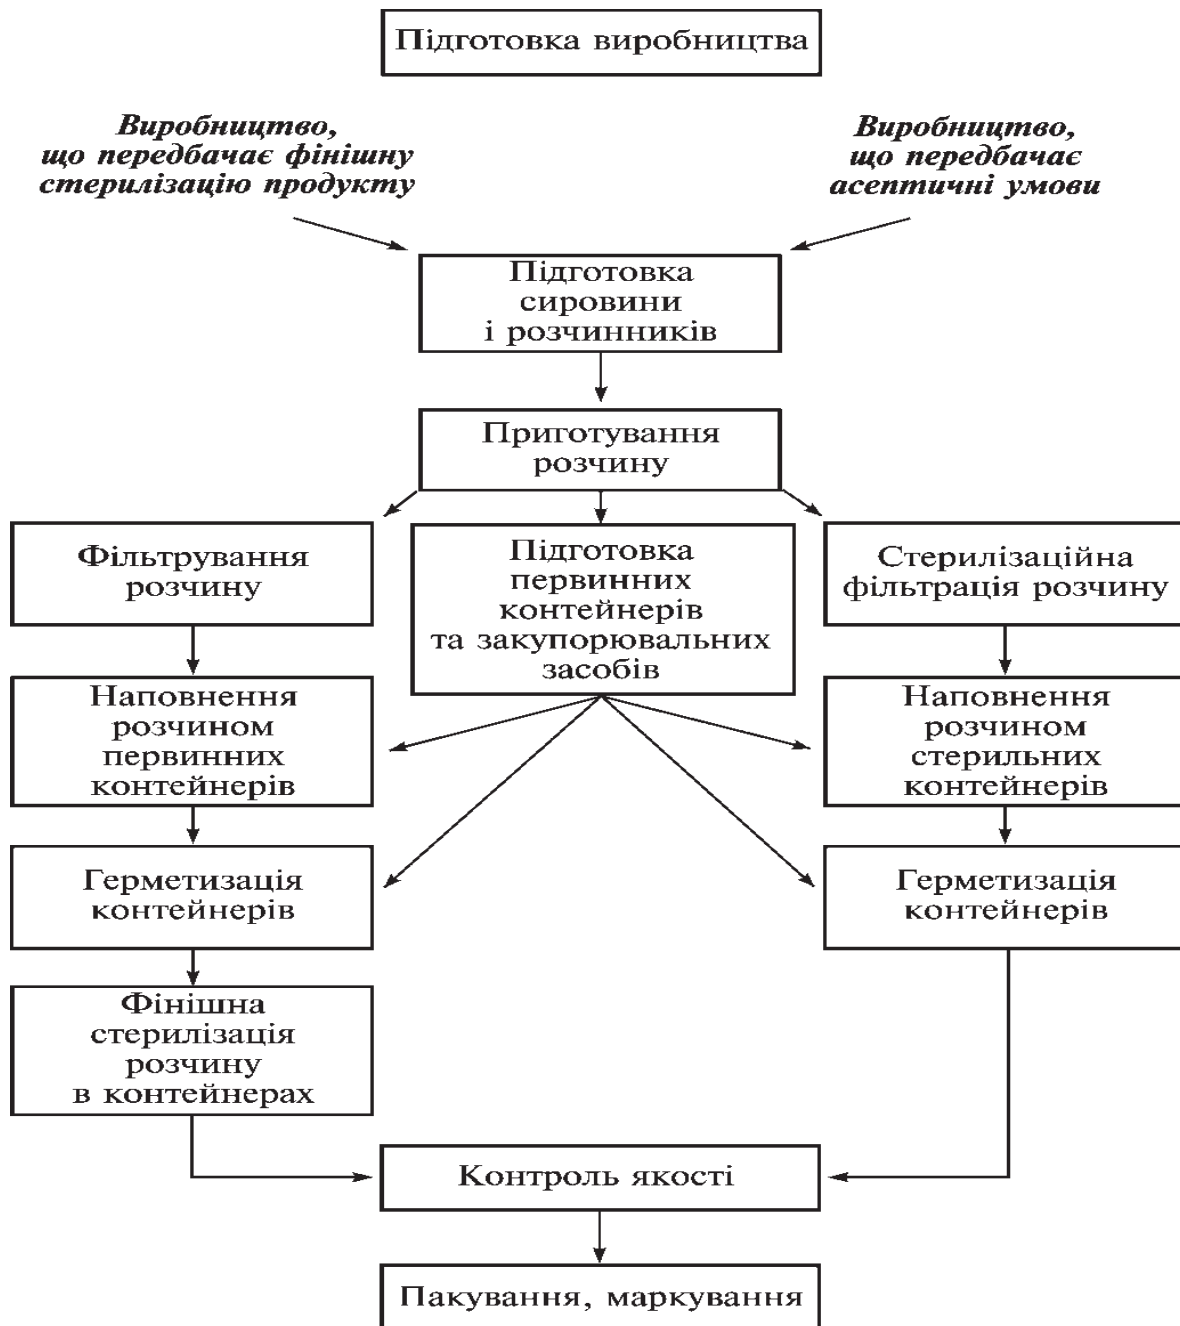 Підготовка виробництва
Виробництво,
що передбачає фінішну
стерилізацію продукту
Виробництво,
що передбачає
асептичні умови
Підготовка
сировини
і розчинників
Приготування
розчину
Фільтрування
розчину
Підготовка
первинних
контейнерів
та закупорювальних
засобів
Стерилізаційна
фільтрація розчину
Наповнення
розчином
первинних
контейнерів
Наповнення
розчином
стерильних
контейнерів
Герметизація
контейнерів
Герметизація
контейнерів
Фінішна
стерилізація
розчину
в контейнерах
Контроль якості
Пакування, маркування